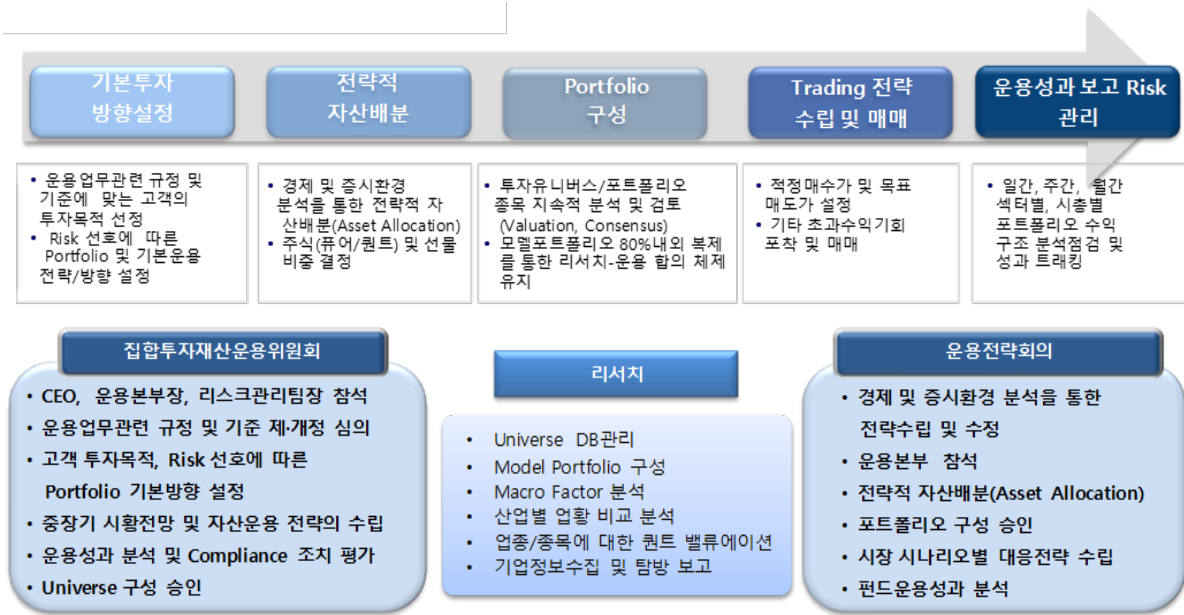 기본투자
방향설정
전략적
자산배분
Portfolio
구성
Trading 전략
수립 및 매매
운용성과 보고 Risk
관리
• 운용업무관련 규정 및
기준에 맞는 고객의
투자목적 선정
• Risk 선호에 따른
Portfolio 및 기본운용
전략/방향 설정
• 경제 및 증시환경
분석을 통한 전략적 자
산배분(Asset Allocation)
• 주식(퓨어/퀀트) 및 선물
비중 결정
• 투자유니버스/포트폴리오
종목 지속적 분석 및 검토
(Valuation, Consensus)
• 모델포트폴리오 80%내외 복제
를 통한 리서치-운용 합의 체제
유지
• 적정매수가 및 목표
매도가 설정
• 기타 초과수익기회
포착 및 매매
• 일간, 주간, 월간
섹터별, 시총별
포트폴리오 수익
구조 분석점검 및
성과 트래킹
집합투자재산운용위원회
• CEO, 운용본부장, 리스크관리팀장 참석
• 운용업무관련 규정 및 기준 제·개정 심의
• 고객 투자목적, Risk 선호에 따른
Portfolio 기본방향 설정
• 중장기 시황전망 및 자산운용 전략의 수립
• 운용성과 분석 및 Compliance 조치 평가
• Universe 구성 승인
리서치
• Universe DB관리
• Model Portfolio 구성
• Macro Factor 분석
• 산업별 업황 비교 분석
• 업종/종목에 대한 퀀트 밸류에이션
• 기업정보수집 및 탐방 보고
운용전략회의
• 경제 및 증시환경 분석을 통한
전략수립 및 수정
• 운용본부 참석
• 전략적 자산배분(Asset Allocation)
• 포트폴리오 구성 승인
• 시장 시나리오별 대응전략 수립
• 펀드운용성과 분석